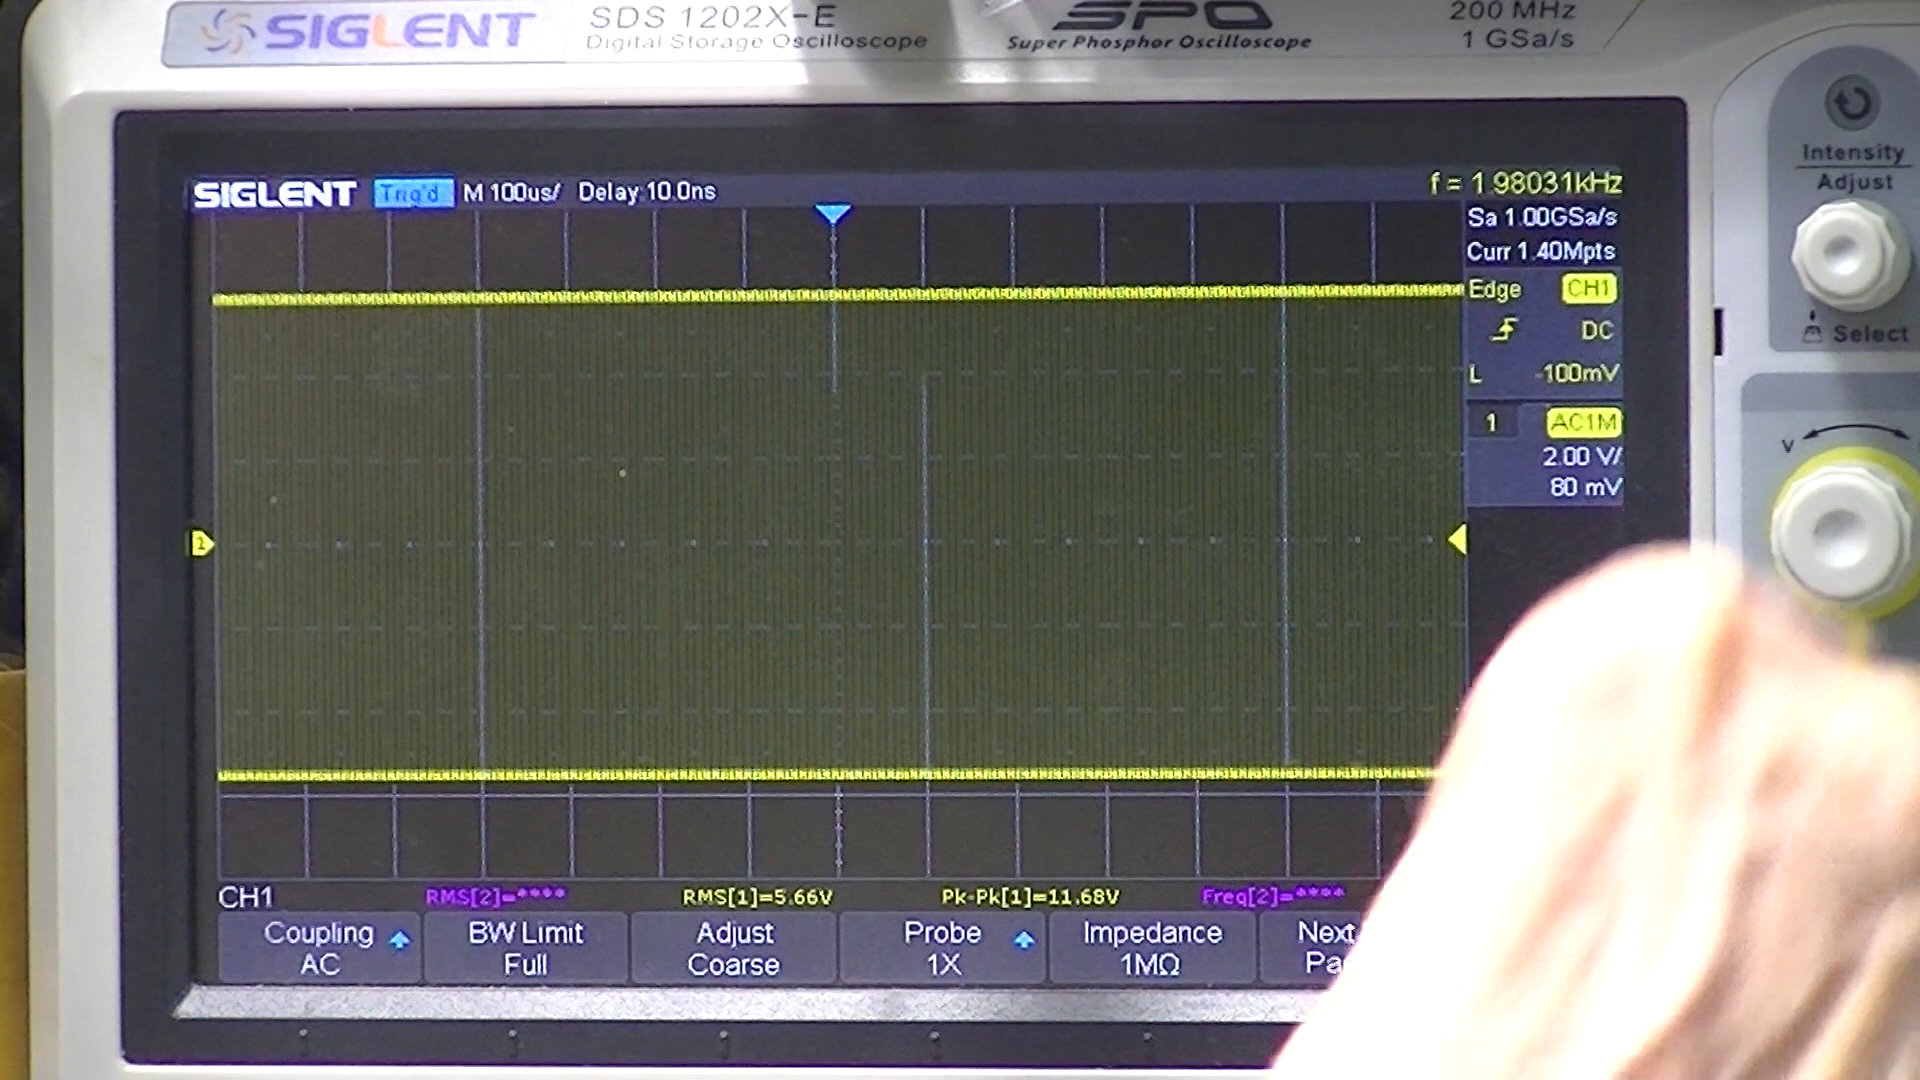 SIGLENT SDS 1202X-E SPO 200 MHz
Digital Storage Oscilloscope Super Phosphor Oscilloscope 1 GSa/s
Intensity
Adjust
Select
V
SIGLENT Trig'd M 100us/ Delay:10.0ns f = 1.98031kHz
Sa 1.00GSa/s
Curr 1.40Mpts
Edge CH1
DC
L -100mV
1 AC1M
2.00 V/
80 mV
1
CH1 RMS[2]=**** RMS[1]=5.66V Pk-Pk[1]=11.68V Freq[2]=****
Coupling BW Limit Adjust Probe Impedance Next
AC Full Coarse 1X 1MΩ